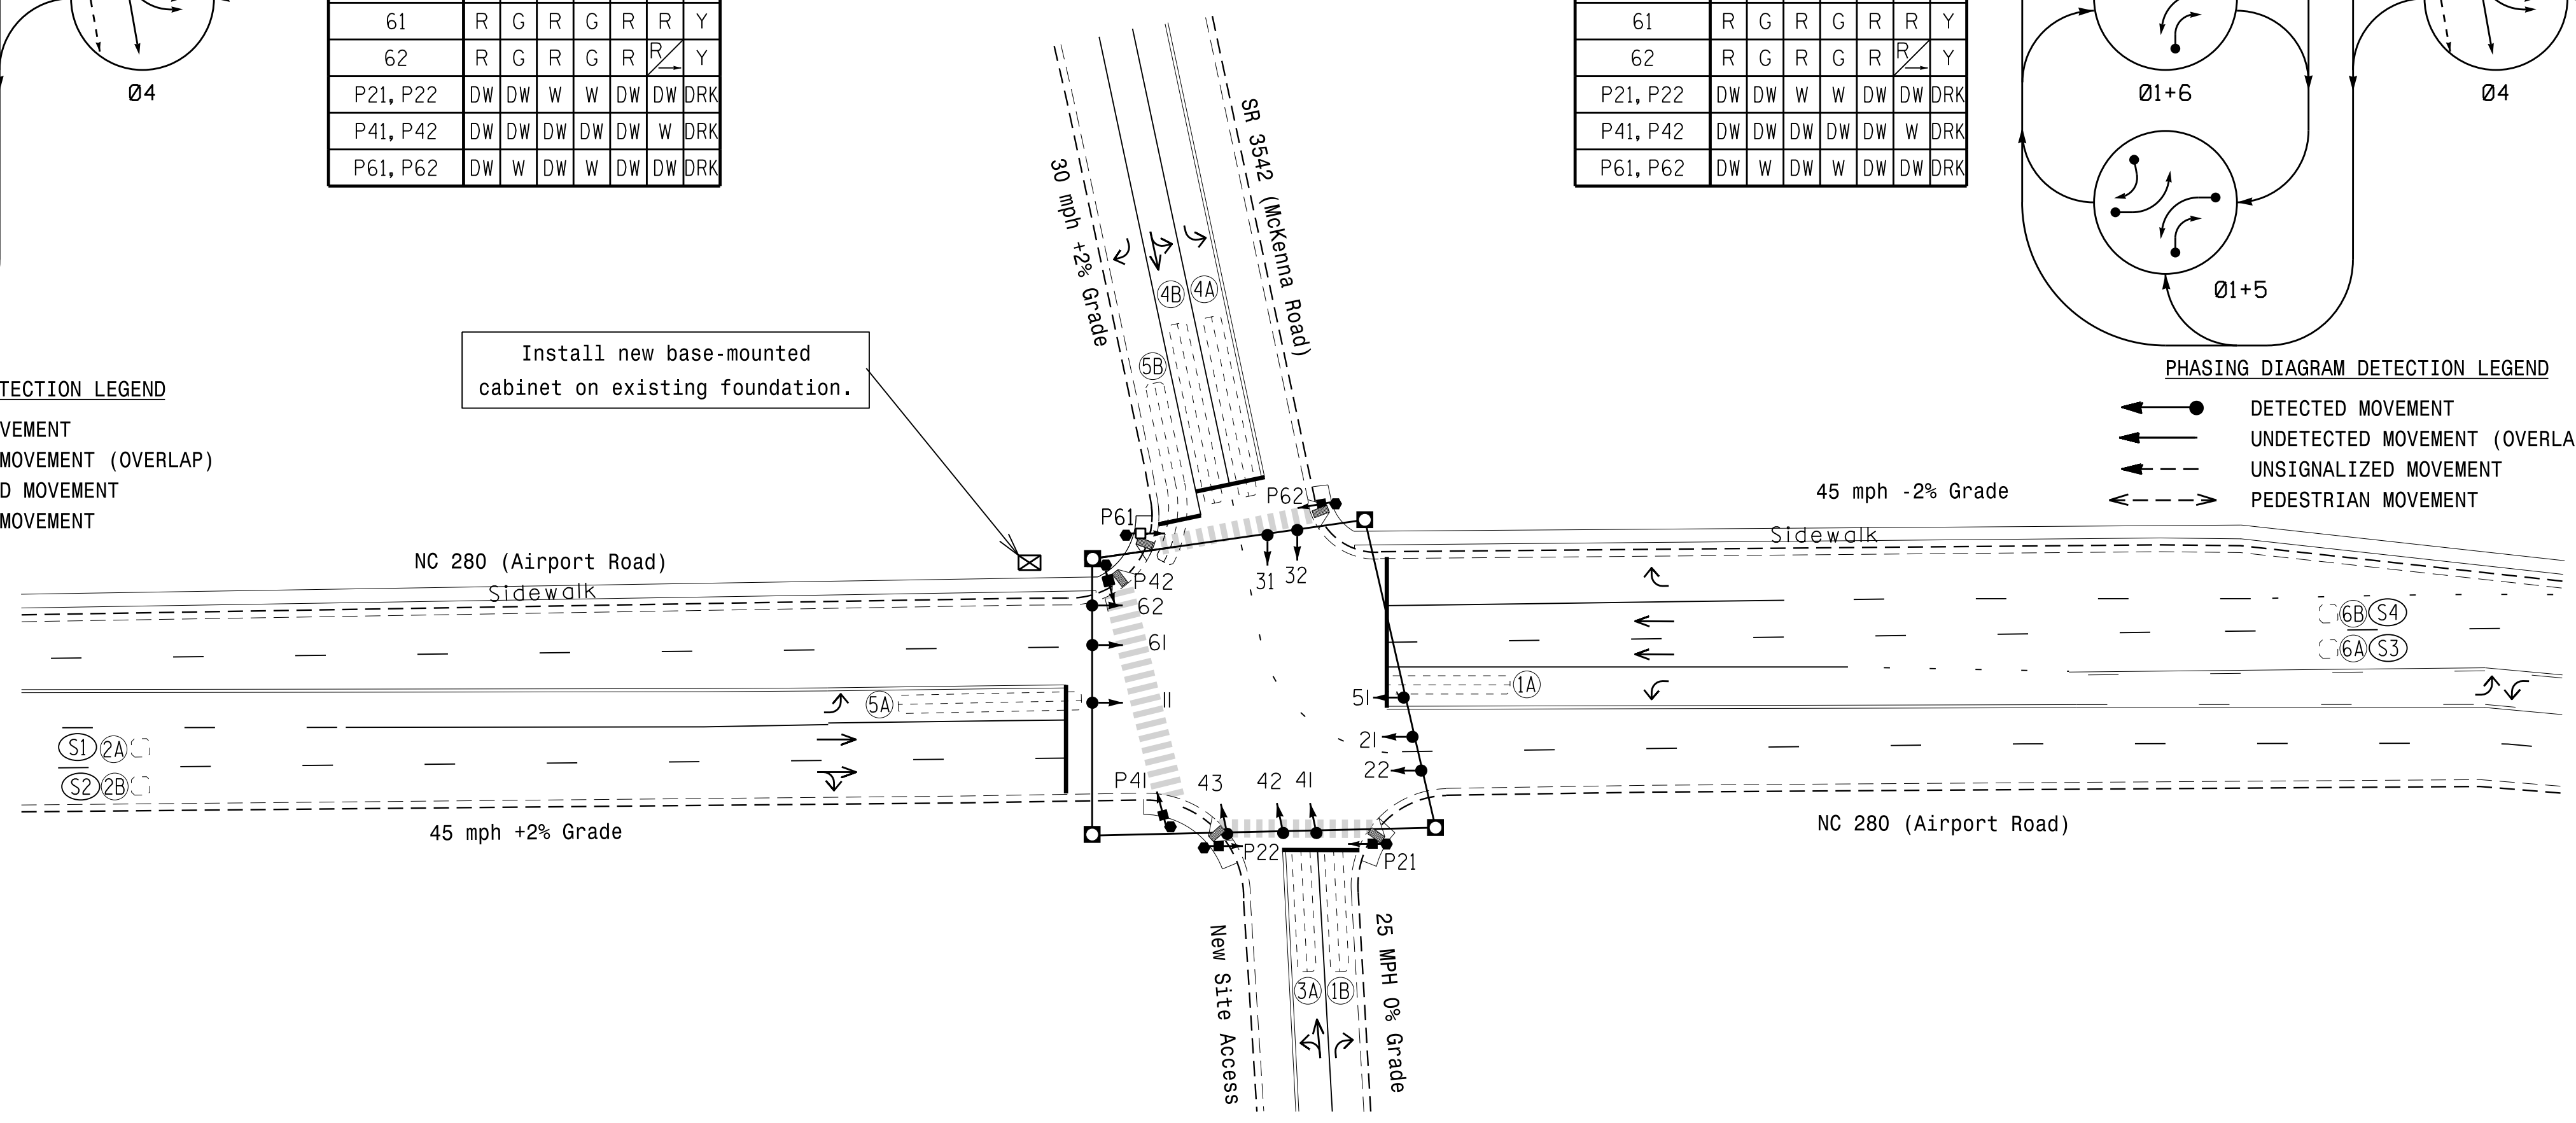 61 R G R G R R Y
62 R G R G R R Y
P21, P22 DW DW W W DW DW DRK
P41, P42 DW DW DW DW DW W DRK
P61, P62 DW W DW W DW DW DRK
Ø4
61 R G R G R R Y
62 R G R G R R Y
P21, P22 DW DW W W DW DW DRK
P41, P42 DW DW DW DW DW W DRK
P61, P62 DW W DW W DW DW DRK
Ø1+6
Ø4
Ø1+5
30 mph +2% Grade
SR 3542 (McKenna Road)
4B
4A
5B
Install new base-mounted
cabinet on existing foundation.
TECTION LEGEND
VEMENT
MOVEMENT (OVERLAP)
D MOVEMENT
MOVEMENT
PHASING DIAGRAM DETECTION LEGEND
DETECTED MOVEMENT
UNDETECTED MOVEMENT (OVERLA
UNSIGNALIZED MOVEMENT
PEDESTRIAN MOVEMENT
45 mph -2% Grade
P62
P61
Sidewalk
NC 280 (Airport Road)
Sidewalk
P42
31
32
62
61
11
6B
S4
6A
S3
1A
5A
51
21
22
S1
2A
S2
2B
P41
43
42
41
45 mph +2% Grade
NC 280 (Airport Road)
P22
P21
New Site Access
25 MPH 0% Grade
3A
1B